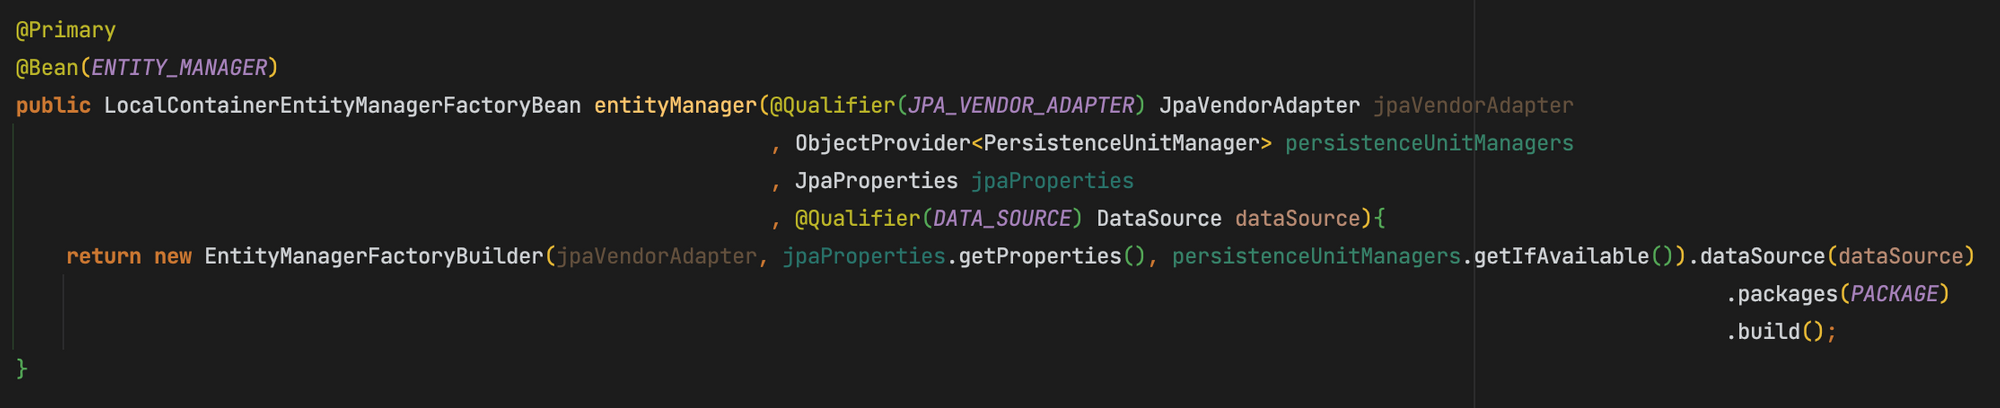 @Primary
@Bean(ENTITY_MANAGER)
public LocalContainerEntityManagerFactoryBean entityManager(@Qualifier(JPA_VENDOR_ADAPTER) JpaVendorAdapter jpaVendorAdapter
, ObjectProvider<PersistenceUnitManager> persistenceUnitManagers
, JpaProperties jpaProperties
, @Qualifier(DATA_SOURCE) DataSource dataSource){
return new EntityManagerFactoryBuilder(jpaVendorAdapter, jpaProperties.getProperties(), persistenceUnitManagers.getIfAvailable()).dataSource(dataSource)
.packages(PACKAGE)
.build();
}